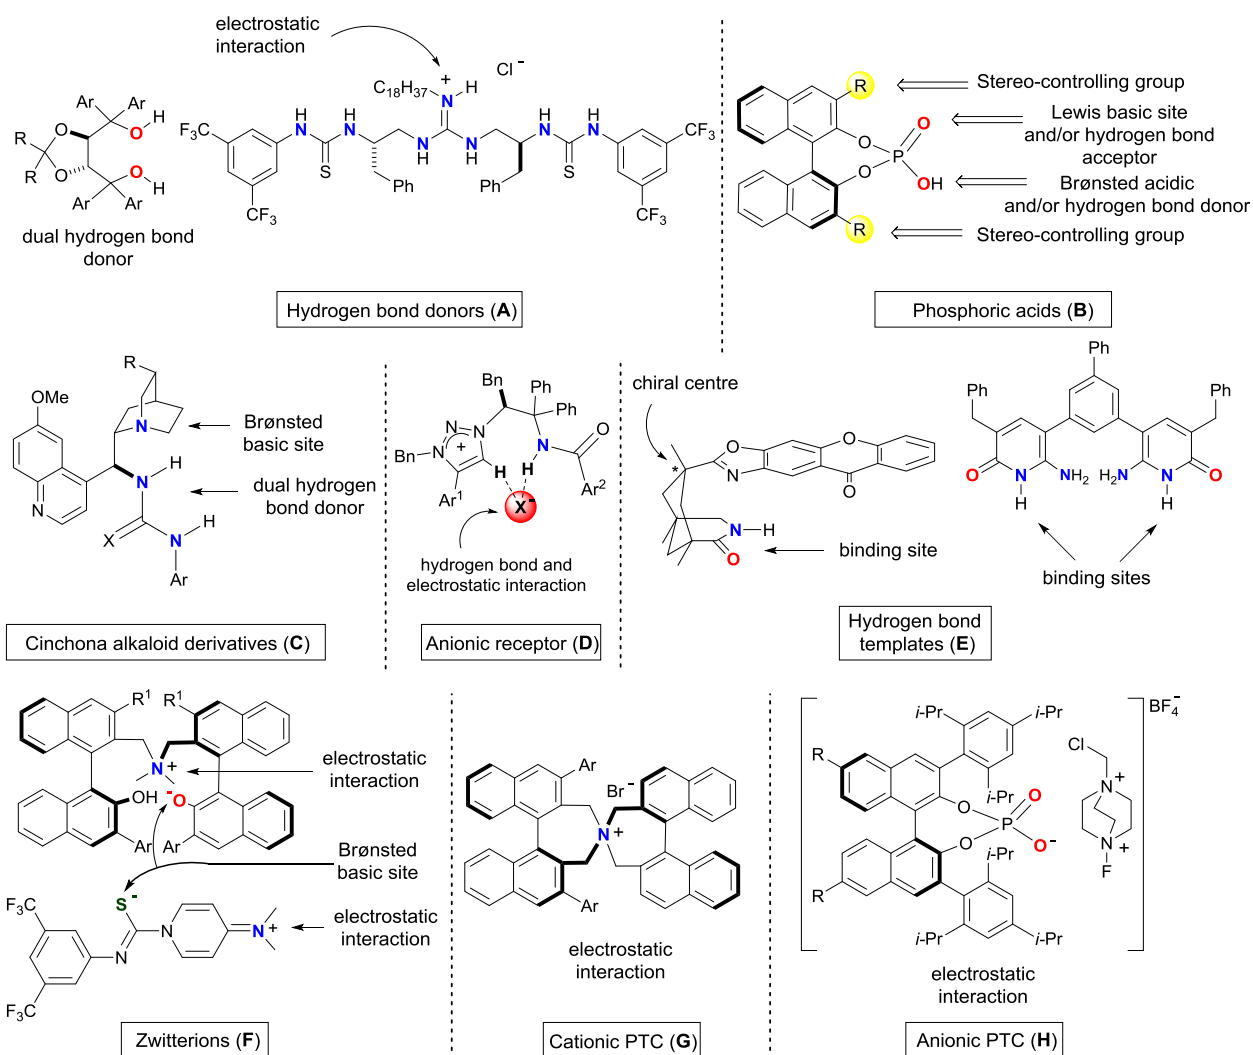 electrostatic
interaction
Ar
Ar
O
H
O
R
R
O
O
H
Ar
Ar
dual hydrogen bond
donor
C18H37
+
N
H
Cl -
F3C
CF3
H
N
H
N
S
Ph
N
H
N
H
Ph
H
N
H
N
S
CF3
CF3
Hydrogen bond donors (A)
R
O
O
P
O
OH
R
Stereo-controlling group
Lewis basic site
and/or hydrogen bond
acceptor
Brønsted acidic
and/or hydrogen bond donor
Stereo-controlling group
Phosphoric acids (B)
R
OMe
N
N
N
H
X
N
H
Ar
Brønsted
basic site
dual hydrogen
bond donor
Cinchona alkaloid derivatives (C)
Bn
Ph
Ph
N
N
N
+
Bn
N
H
H
O
Ar1
Ar2
X-
hydrogen bond and
electrostatic interaction
Anionic receptor (D)
chiral centre
*
O
N
O
O
N
H
O
binding site
Ph
Ph
Ph
O
N
H
NH2
H2N
N
H
O
binding sites
Hydrogen bond
templates (E)
R1
R1
N+
OH
-O
Ar
Ar
electrostatic
interaction
Brønsted
basic site
F3C
F3C
S-
N
N
N+
electrostatic
interaction
Zwitterions (F)
Ar
Br-
N+
Ar
electrostatic
interaction
Cationic PTC (G)
i-Pr
i-Pr
i-Pr
R
R
O
O
P
O
O-
i-Pr
i-Pr
i-Pr
Cl
N+
N+
F
BF4-
electrostatic
interaction
Anionic PTC (H)